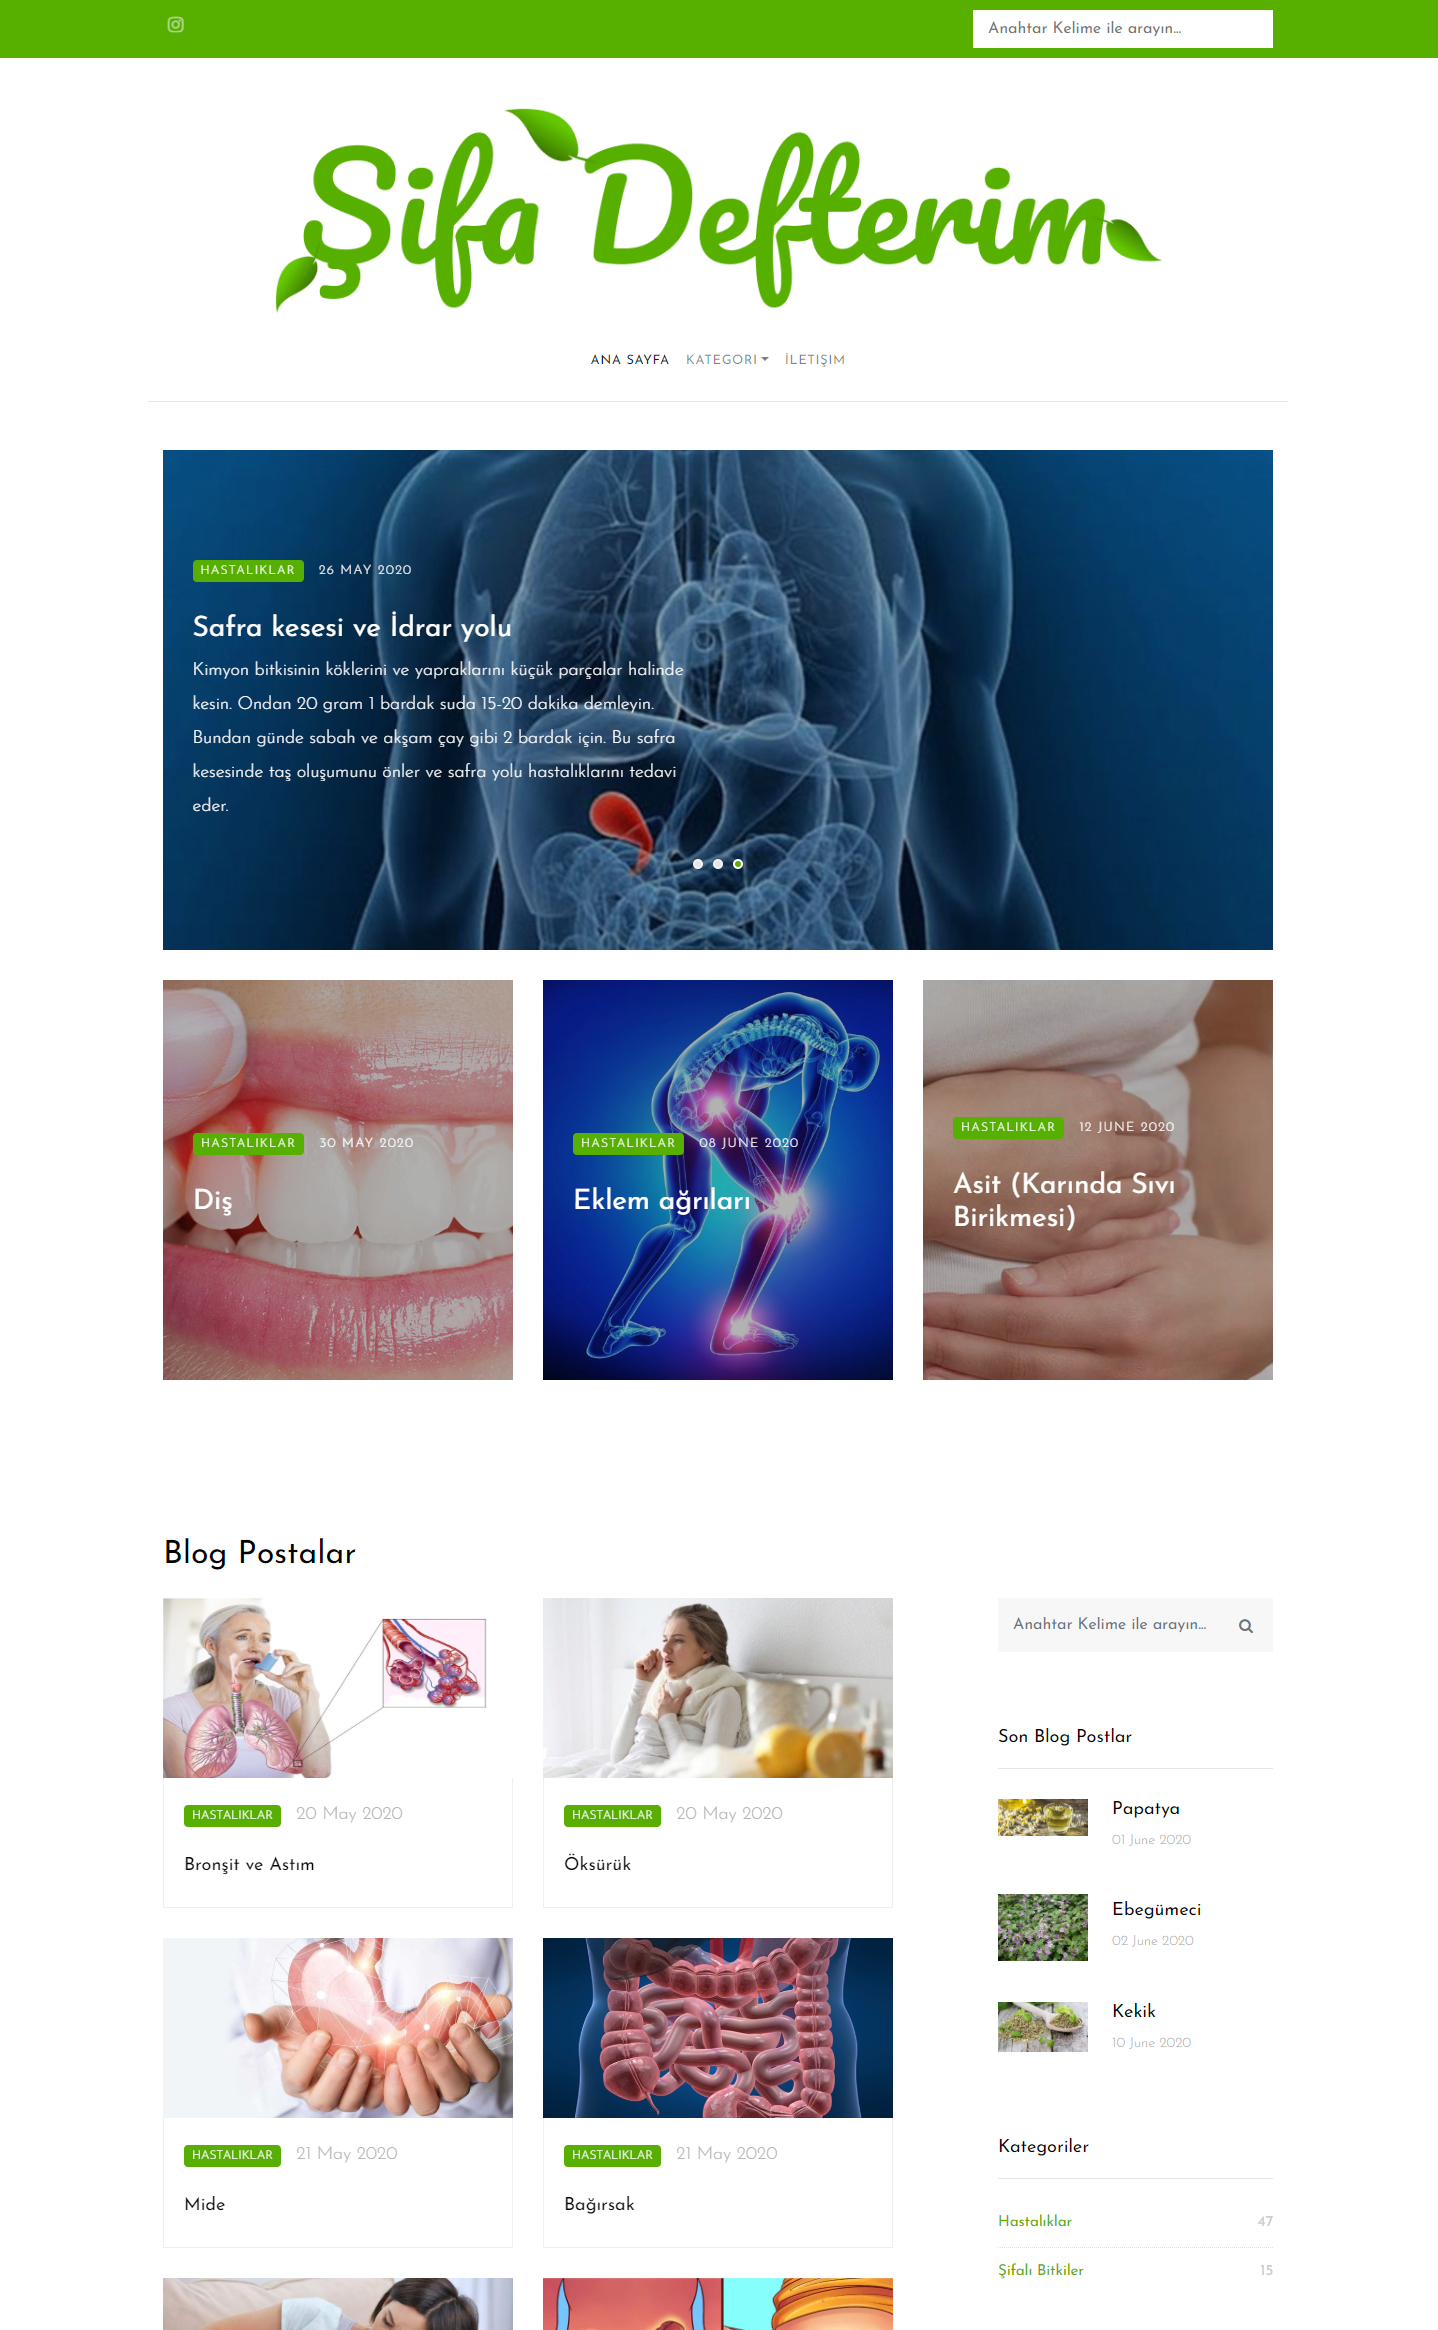 Anahtar Kelime ile arayın...
Şifa Defterim
ANA SAYFA KATEGORI İLETIŞIM
HASTALIKLAR 26 MAY 2020
Safra kesesi ve İdrar yolu
Kimyon bitkisinin köklerini ve yapraklarını küçük parçalar halinde
kesin. Ondan 20 gram 1 bardak suda 15-20 dakika demleyin.
Bundan günde sabah ve akşam çay gibi 2 bardak için. Bu safra
kesesinde taş oluşumunu önler ve safra yolu hastalıklarını tedavi
eder.
HASTALIKLAR 30 MAY 2020
Diş
HASTALIKLAR 08 JUNE 2020
Eklem ağrıları
HASTALIKLAR 12 JUNE 2020
Asit (Karında Sıvı
Birikmesi)
Blog Postalar
HASTALIKLAR 20 May 2020
Bronşit ve Astım
HASTALIKLAR 20 May 2020
Öksürük
HASTALIKLAR 21 May 2020
Mide
HASTALIKLAR 21 May 2020
Bağırsak
Anahtar Kelime ile arayın...
Son Blog Postlar
Papatya
01 June 2020
Ebegümeci
02 June 2020
Kekik
10 June 2020
Kategoriler
Hastalıklar 47
Şifalı Bitkiler 15